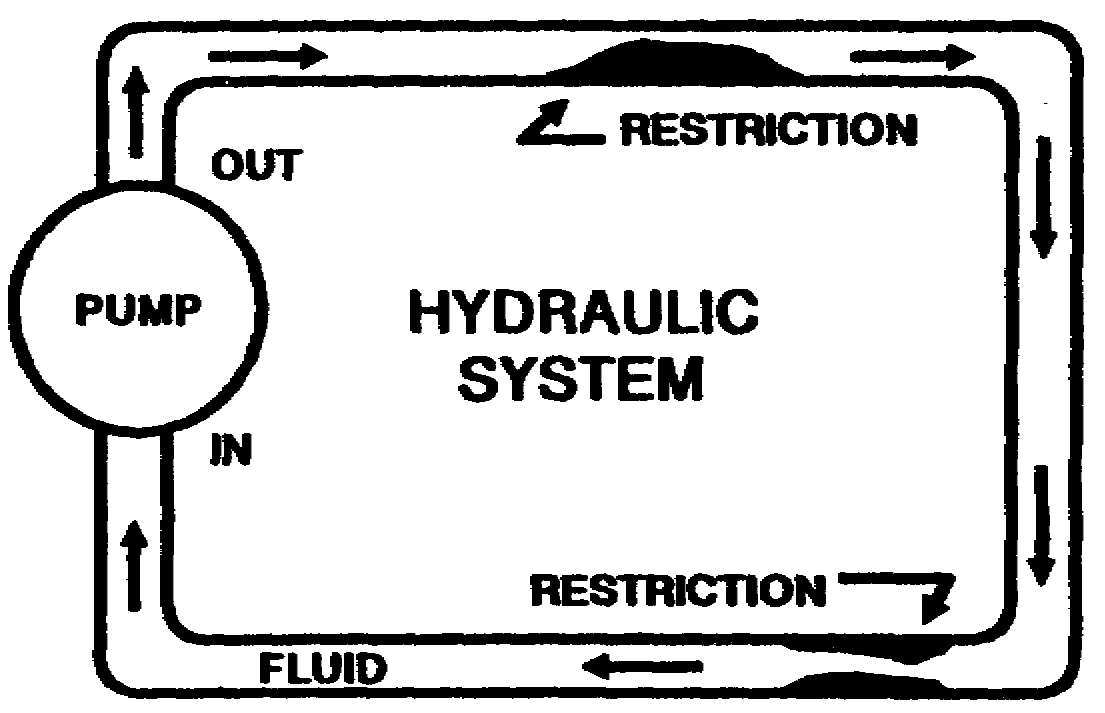 RESTRICTION
OUT
PUMP
HYDRAULIC
SYSTEM
IN
RESTRICTION
FLUID